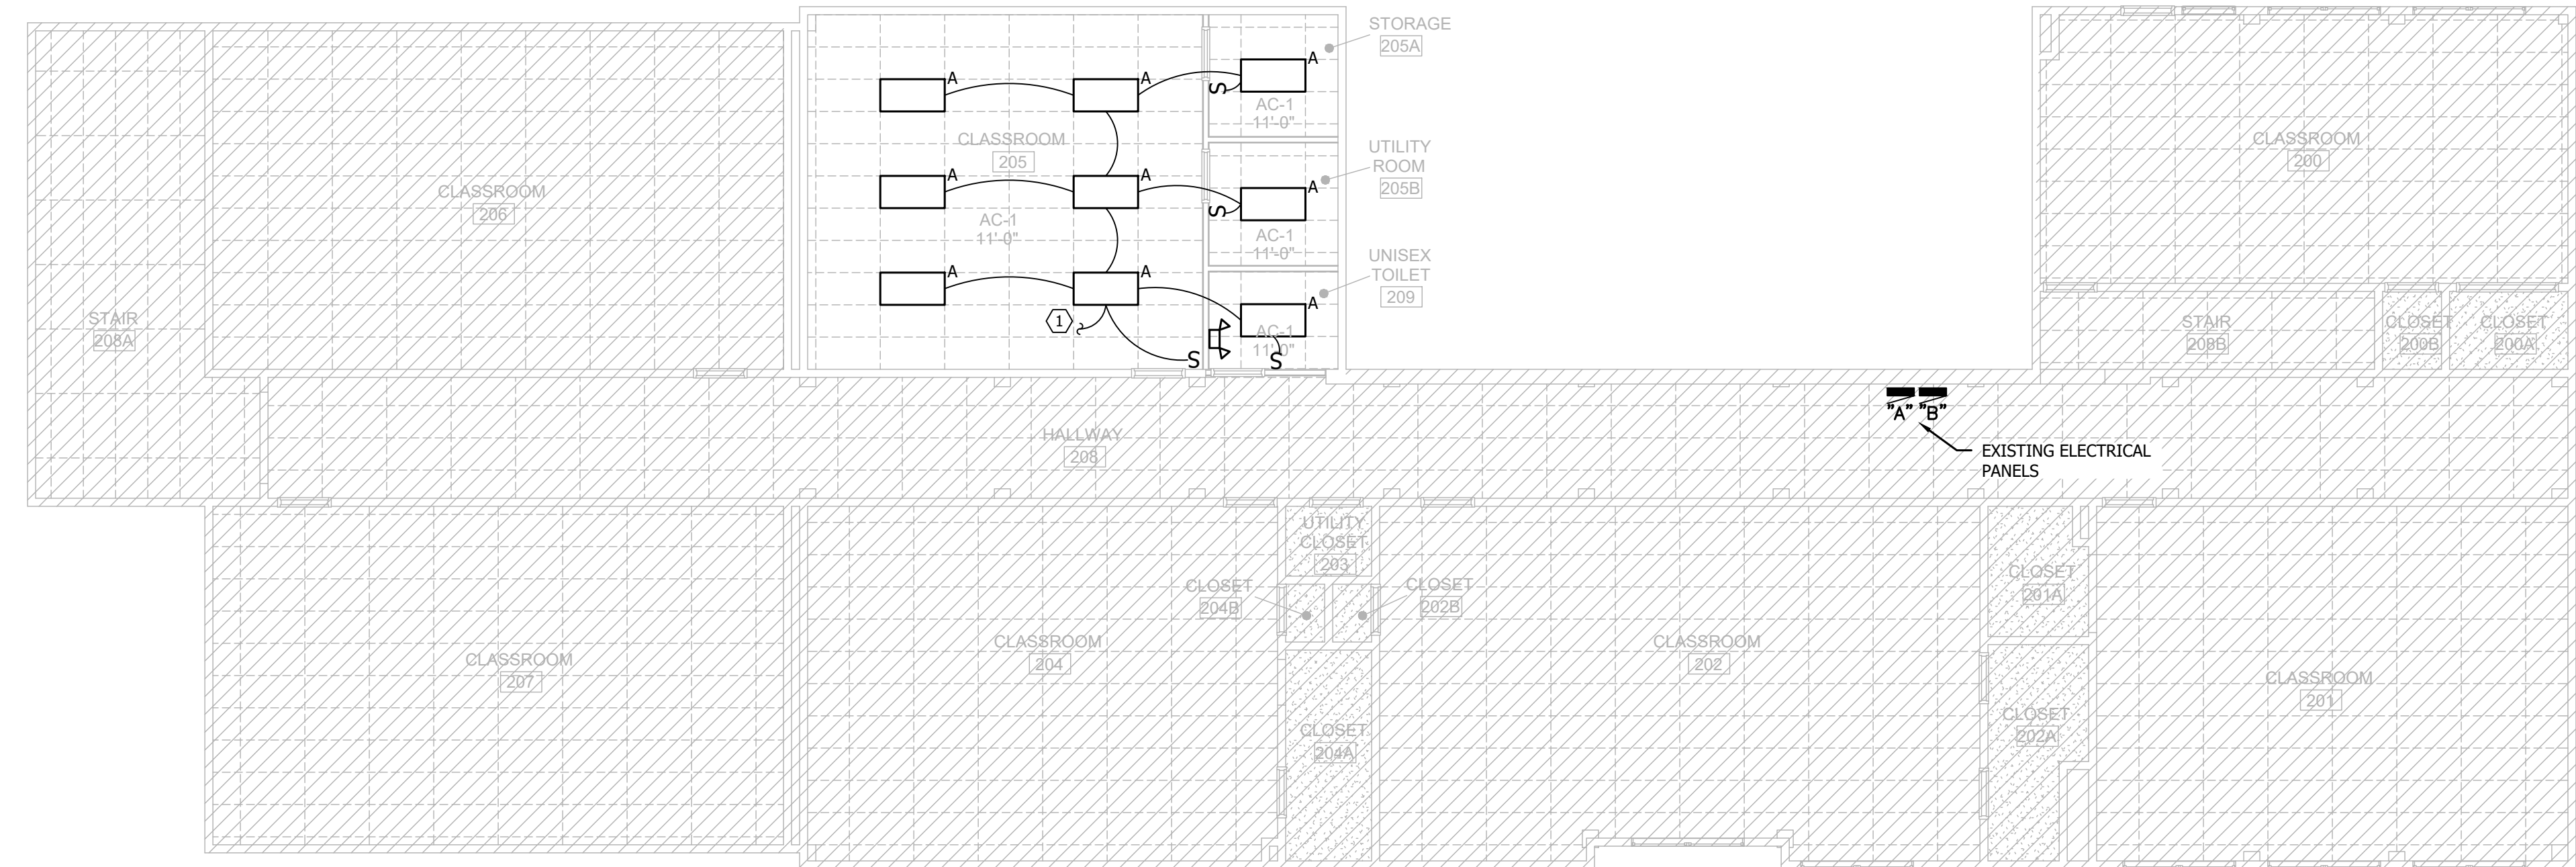 STORAGE
205A
A
A
A
S
AC-1
11'-0"
CLASSROOM
205
UTILITY
ROOM
205B
CLASSROOM
200
A
A
A
S
CLASSROOM
206
AC-1
11'-0"
AC-1
11'-0"
UNISEX
TOILET
209
A
A
A
1
S
AC-1
11'-0"
S
STAIR
208A
STAIR
208B
CLOSET
200B
CLOSET
200A
"A" "B"
HALLWAY
208
EXISTING ELECTRICAL
PANELS
UTILITY
CLOSET
203
CLOSET
204B
CLOSET
202B
CLOSET
201A
CLASSROOM
207
CLASSROOM
204
CLASSROOM
202
CLASSROOM
201
CLOSET
204A
CLOSET
202A